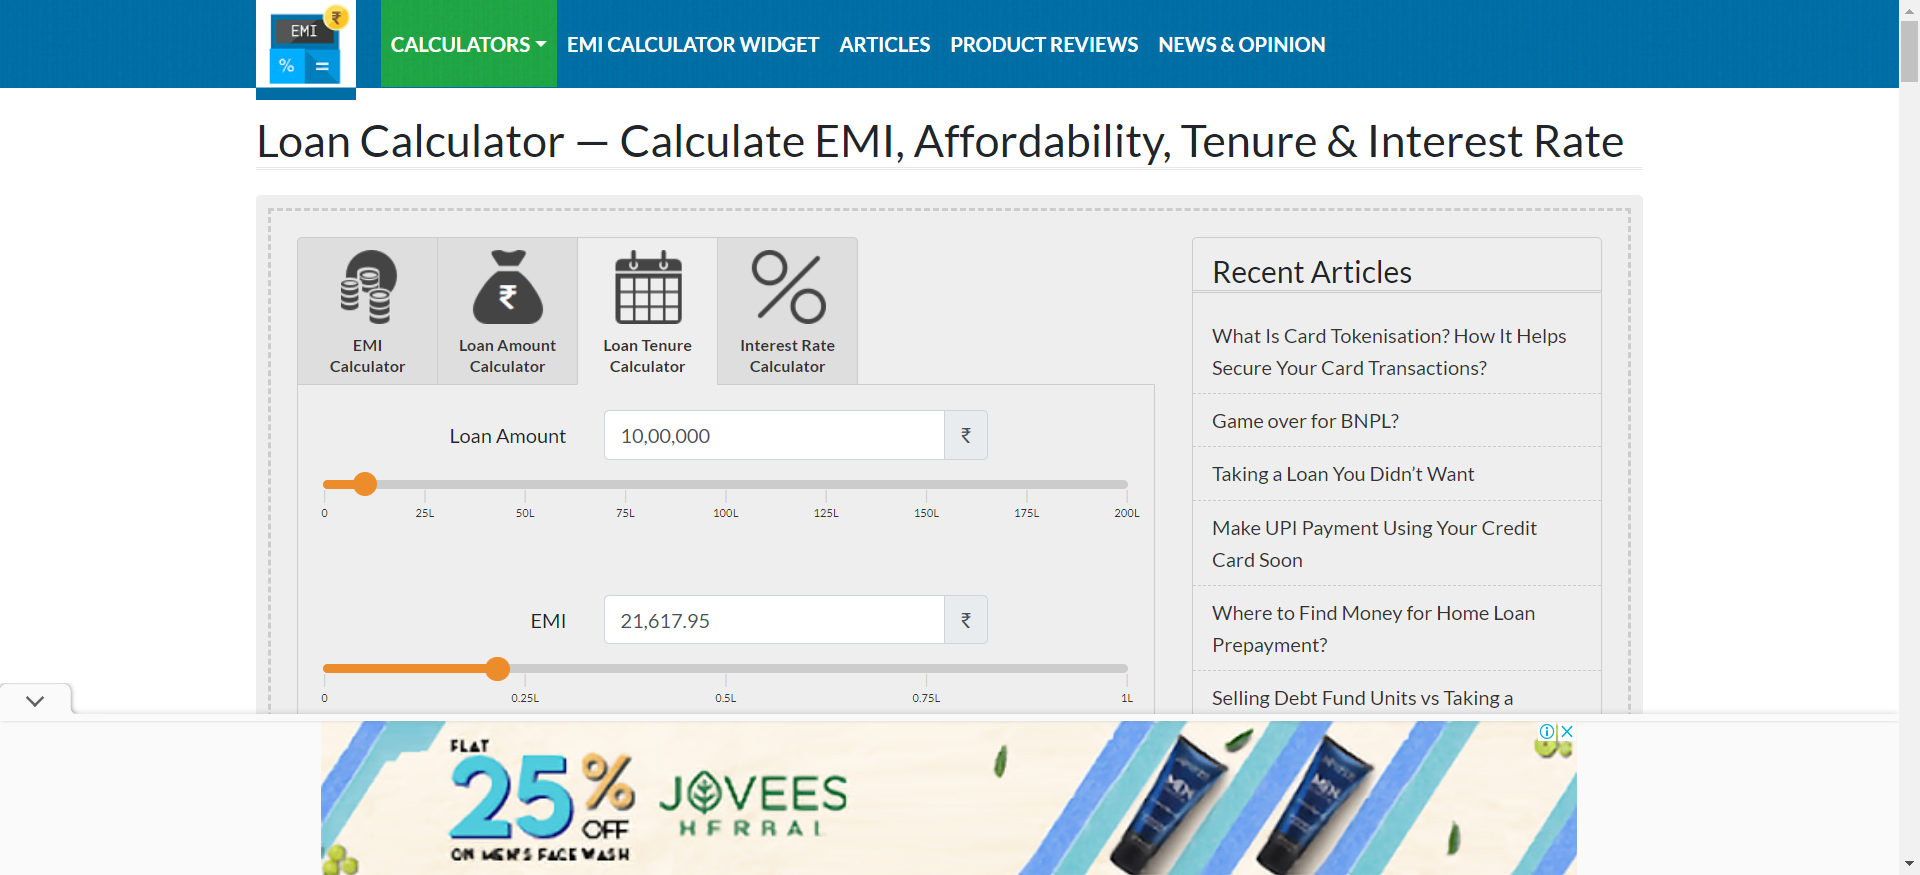 EMI
₹
%
=
CALCULATORS
EMI CALCULATOR WIDGET
ARTICLES
PRODUCT REVIEWS
NEWS & OPINION
Loan Calculator — Calculate EMI, Affordability, Tenure & Interest Rate
EMI
Calculator
₹
Loan Amount
Calculator
Loan Tenure
Calculator
Interest Rate
Calculator
Loan Amount
10,00,000
₹
0 25L 50L 75L 100L 125L 150L 175L 200L
EMI
21,617.95
₹
0 0.25L 0.5L 0.75L 1L
Recent Articles
What Is Card Tokenisation? How It Helps
Secure Your Card Transactions?
Game over for BNPL?
Taking a Loan You Didn’t Want
Make UPI Payment Using Your Credit
Card Soon
Where to Find Money for Home Loan
Prepayment?
Selling Debt Fund Units vs Taking a
FLAT
25% OFF
ON MEN'S FACE WASH
JOVEES
HERBAL